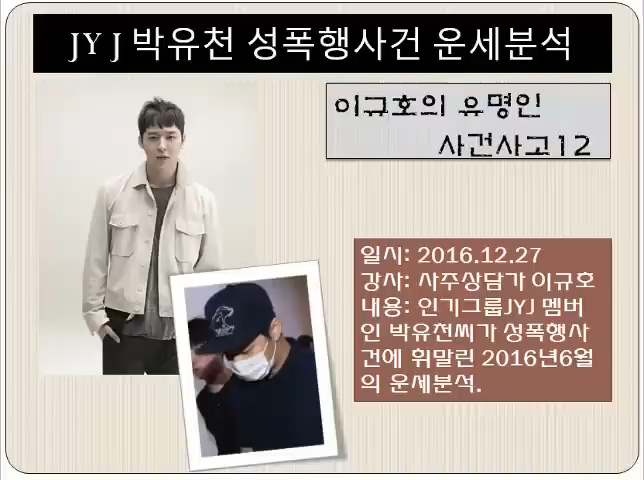 JYJ 박유천 성폭행사건 운세분석
이규호의 유명인
사건사고12
일시: 2016.12.27
강사: 사주상담가 이규호
내용: 인기그룹JYJ 멤버
인 박유천씨가 성폭행사
건에 휘말린 2016년6월
의 운세분석.